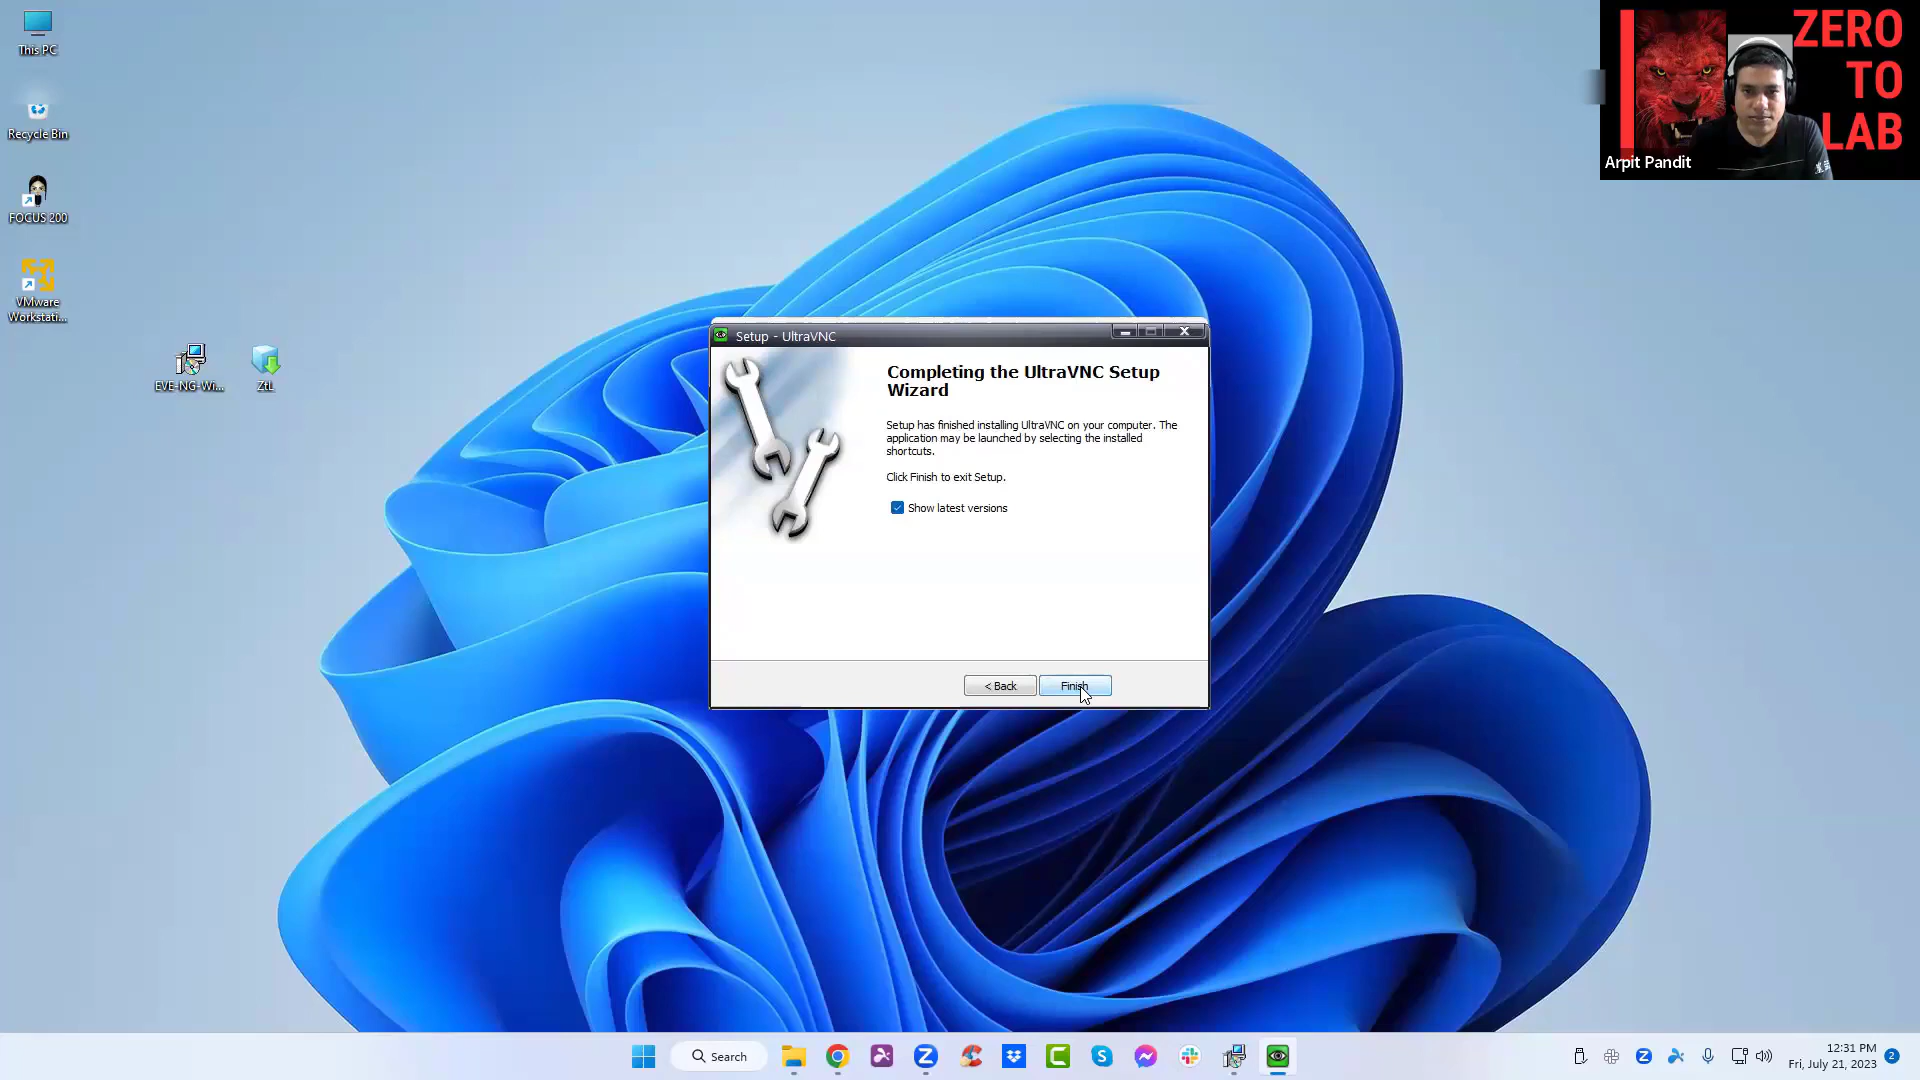 This PC
Recycle Bin
FOCUS 200
VMware
Workstati...
EVE-NG-Wi...
ZtL
ZERO
TO
LAB
Arpit Pandit
Setup - UltraVNC
Completing the UltraVNC Setup
Wizard
Setup has finished installing UltraVNC on your computer. The
application may be launched by selecting the installed
shortcuts.
Click Finish to exit Setup.
Show latest versions
< Back
Finish
Search
12:31 PM
Fri, July 21, 2023
2